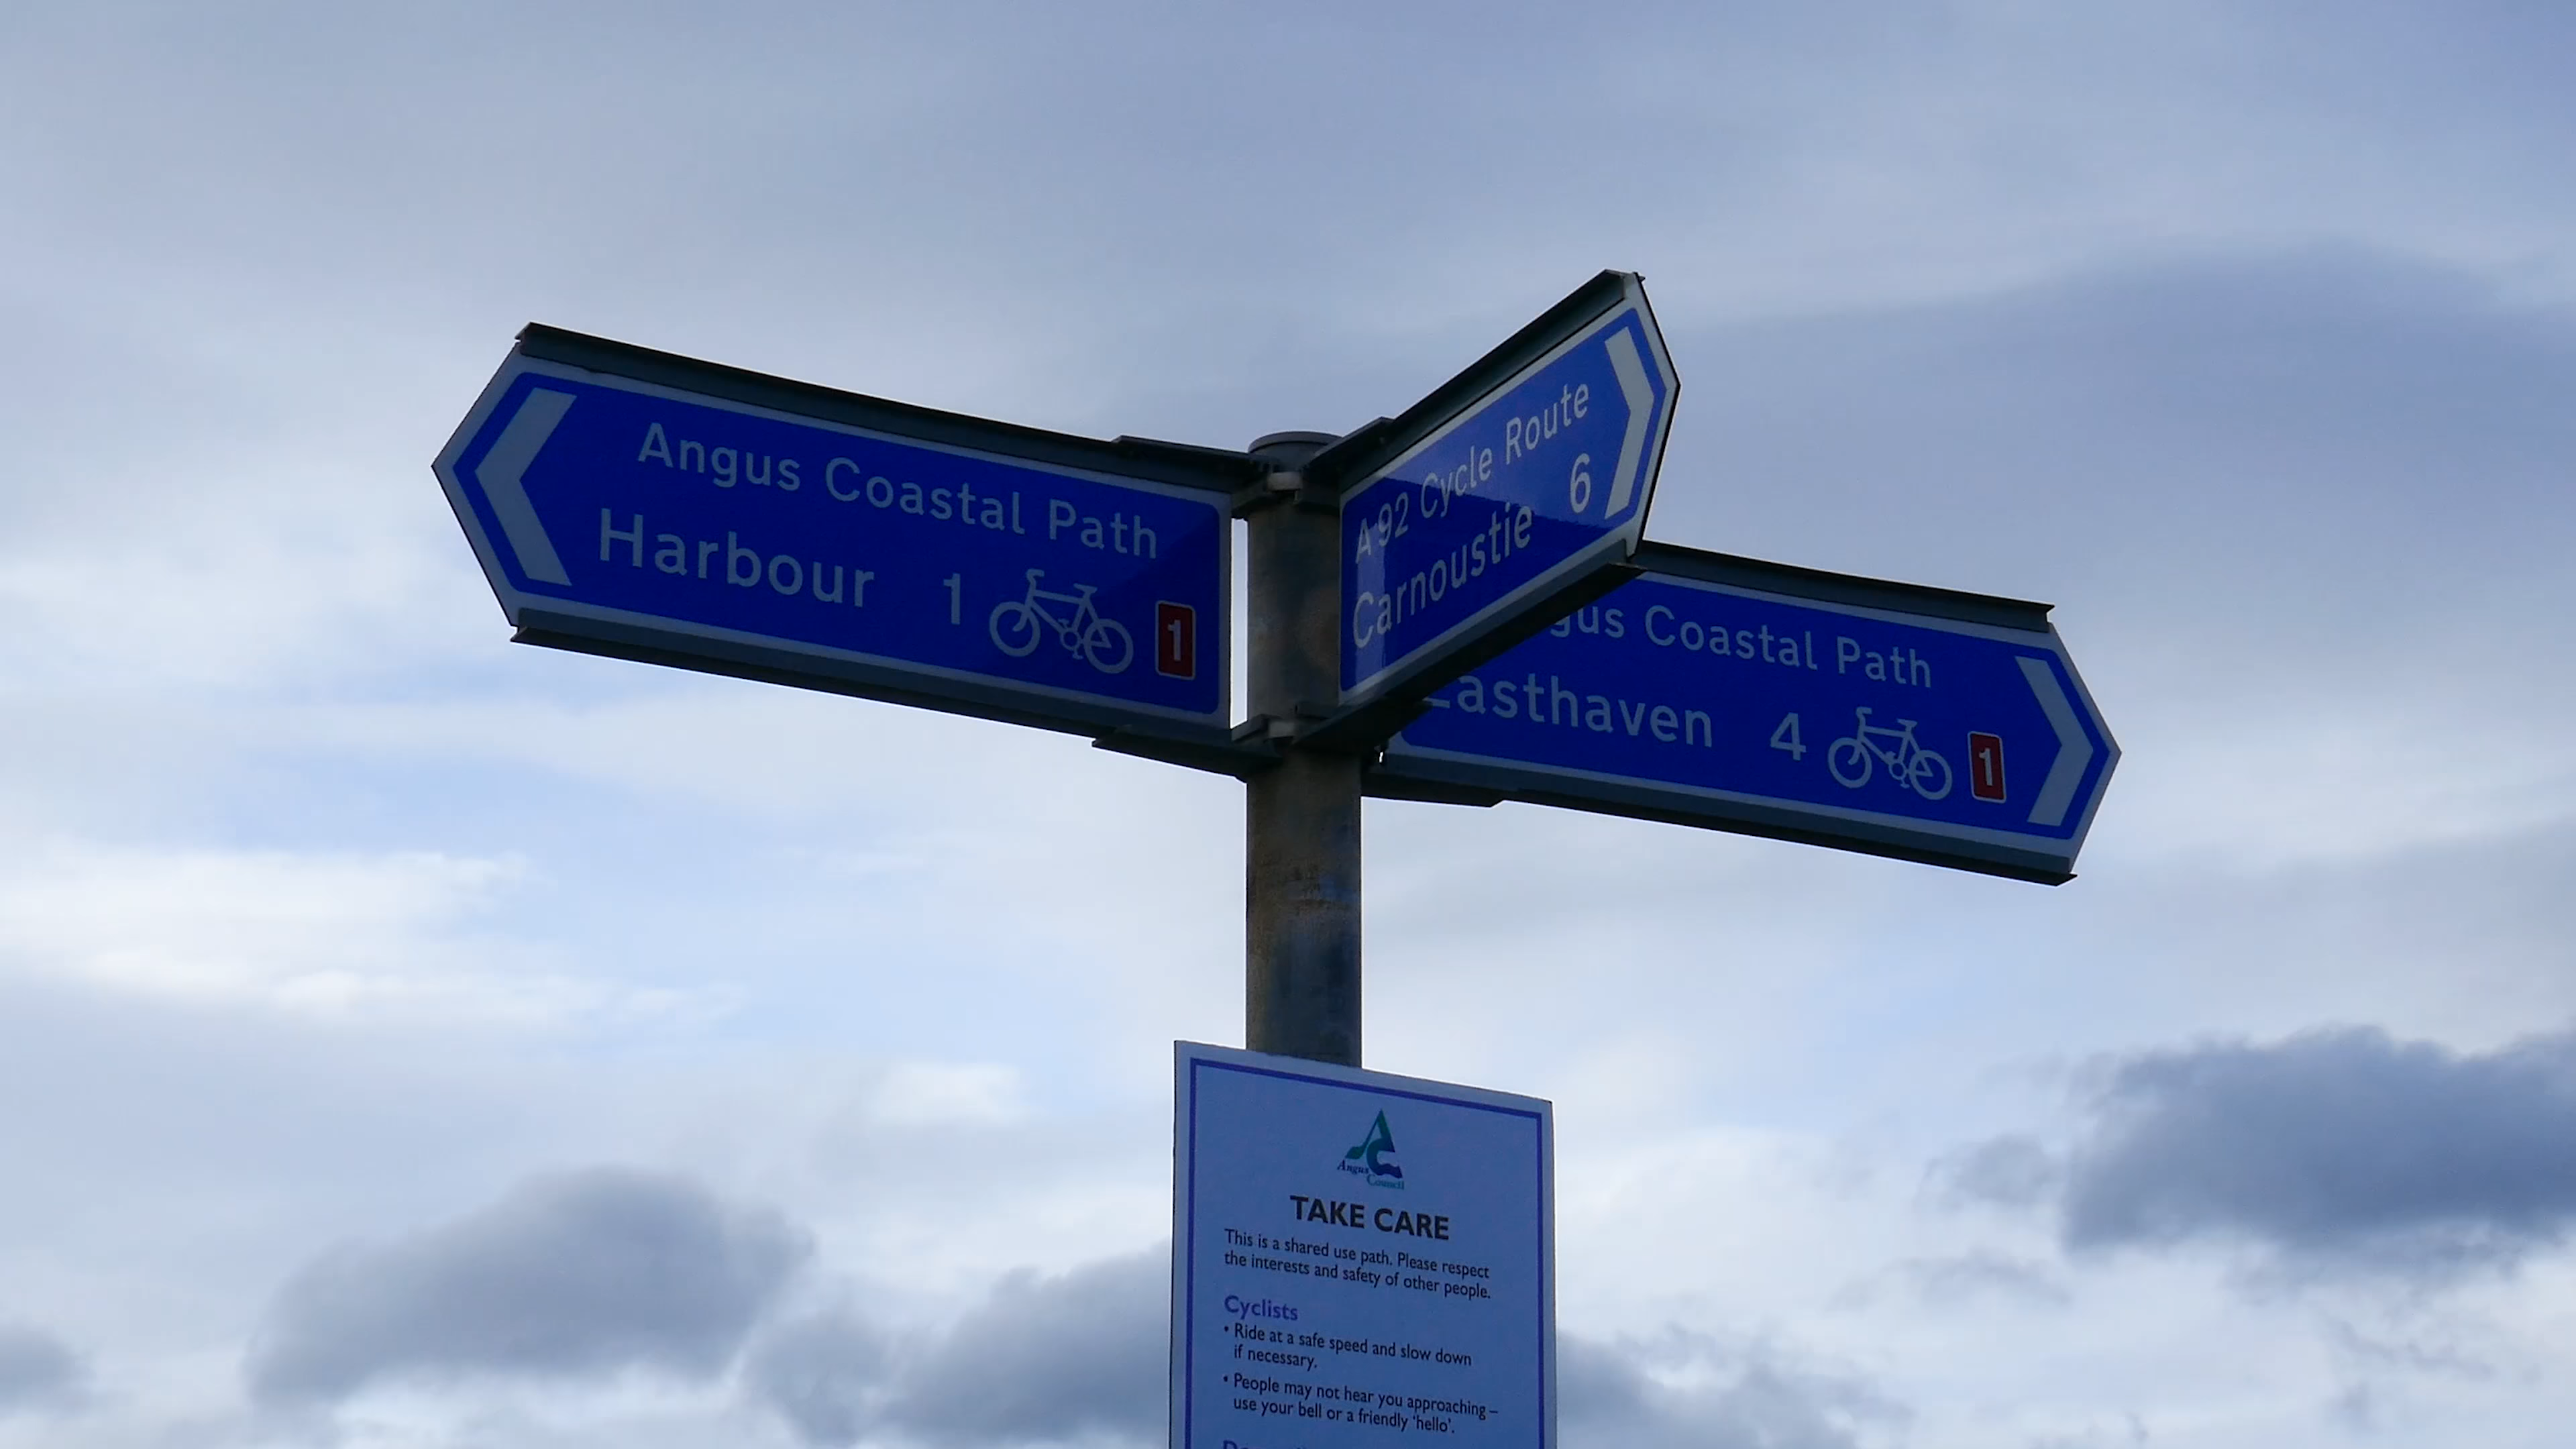 Angus Coastal Path
Harbour 1
1
A92 Cycle Route
Carnoustie 6
Coastal Path
Easthaven 4
1
Angus
Council
TAKE CARE
This is a shared use path. Please respect
the interests and safety of other people.
Cyclists
• Ride at a safe speed and slow down
if necessary,
• People may not hear you approaching –
use your bell or a friendly 'hello'.